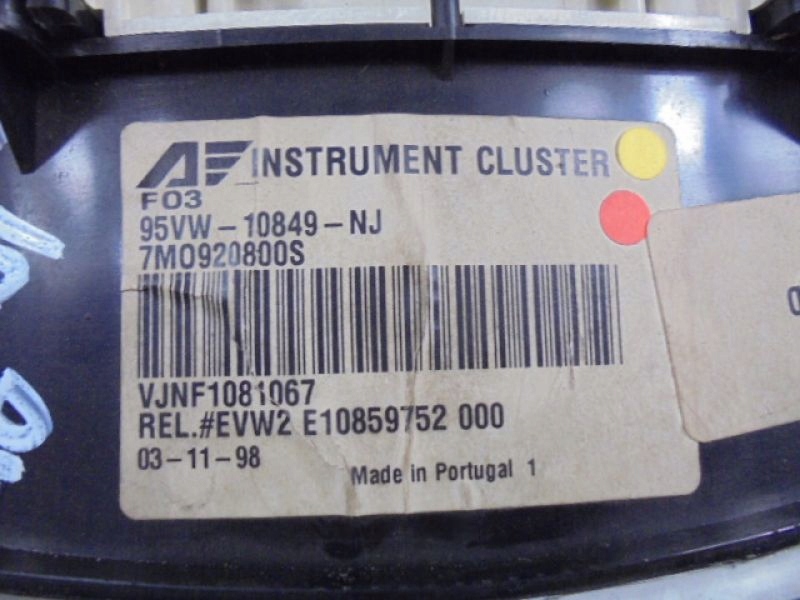 INSTRUMENT CLUSTER
F03
95VW-10849-NJ
7M0920800S
VJNF1081067
REL.#EVW2 E10859752 000
03-11-98
Made in Portugal 1